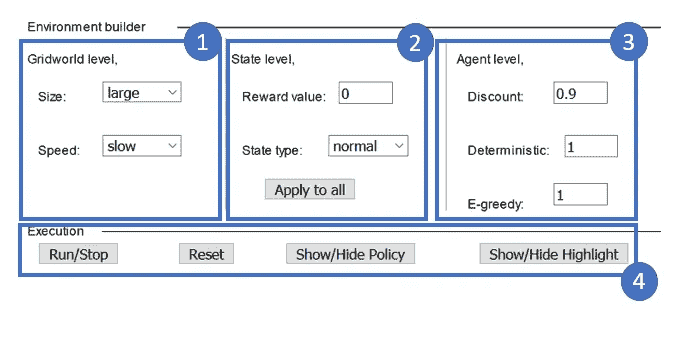 Environment builder
1
2
3
Gridworld level,
State level,
Agent level,
Size: large
Reward value: 0
Discount: 0.9
Speed: slow
State type: normal
Deterministic: 1
Apply to all
E-greedy: 1
Execution
Run/Stop Reset Show/Hide Policy Show/Hide Highlight
4